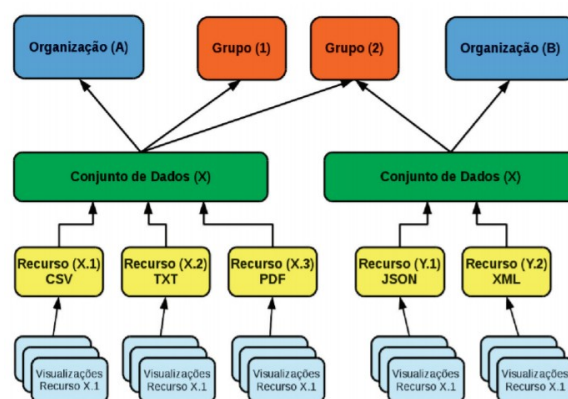 Organização (A)
Grupo (1)
Grupo (2)
Organização (B)
Conjunto de Dados (X)
Conjunto de Dados (X)
Recurso (X.1)
CSV
Recurso (X.2)
TXT
Recurso (X.3)
PDF
Recurso (Y.1)
JSON
Recurso (Y.2)
XML
Visualizações
Recurso X.1
Visualizações
Recurso X.1
Visualizações
Recurso X.1
Visualizações
Recurso X.1
Visualizações
Recurso X.1